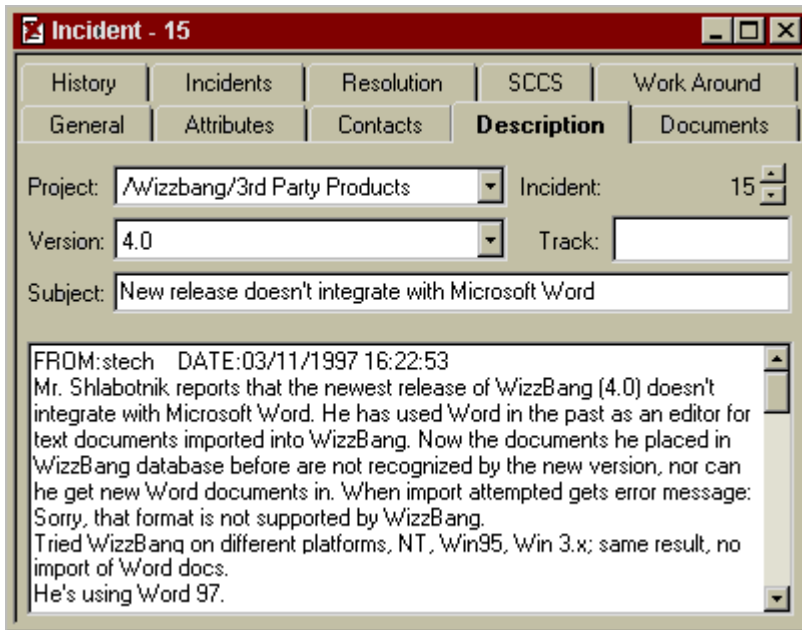 Incident - 15
History Incidents Resolution SCCS Work Around
General Attributes Contacts Description Documents
Project: /Wizzbang/3rd Party Products Incident: 15
Version: 4.0 Track:
Subject: New release doesn't integrate with Microsoft Word
FROM:stech DATE:03/11/1997 16:22:53
Mr. Shlabotnik reports that the newest release of WizzBang (4.0) doesn't
integrate with Microsoft Word. He has used Word in the past as an editor for
text documents imported into WizzBang. Now the documents he placed in
WizzBang database before are not recognized by the new version, nor can
he get new Word documents in. When import attempted gets error message:
Sorry, that format is not supported by WizzBang.
Tried WizzBang on different platforms, NT, Win95, Win 3.x; same result, no
import of Word docs.
He's using Word 97.